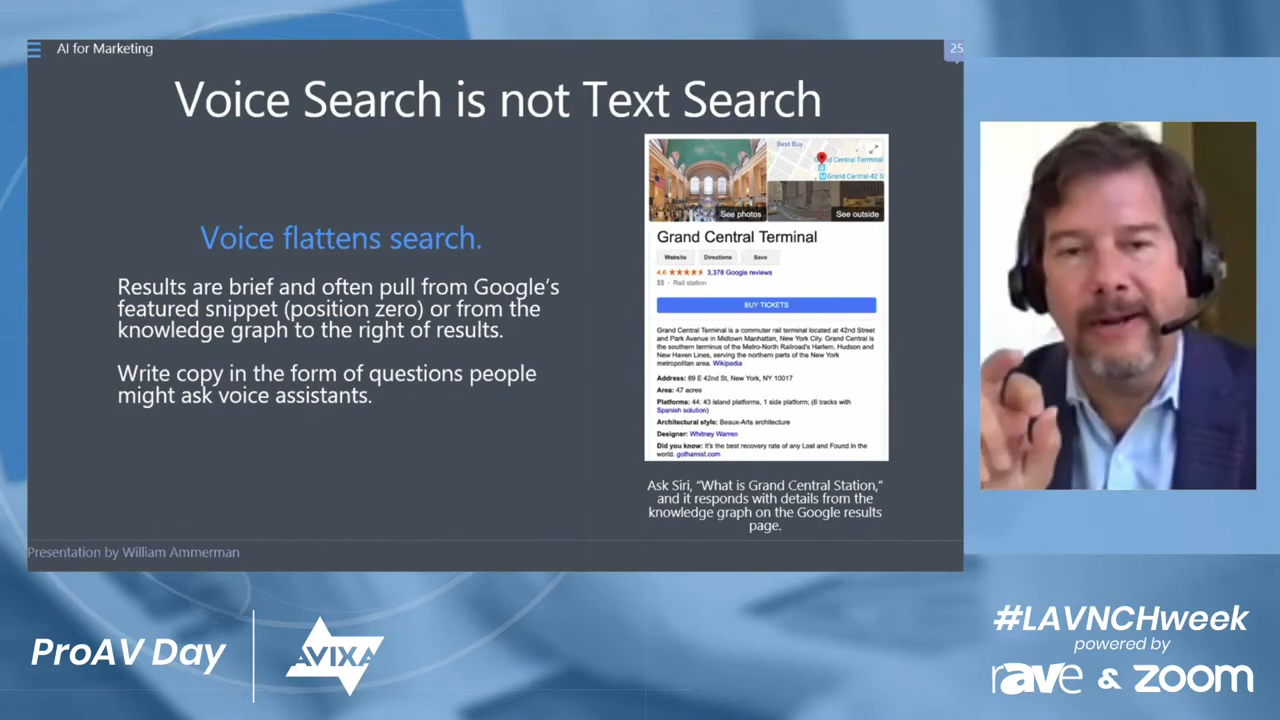 AI for Marketing
25
Voice Search is not Text Search
Voice flattens search.
Results are brief and often pull from Google's
featured snippet (position zero) or from the
knowledge graph to the right of results.
Write copy in the form of questions people
might ask voice assistants.
Best Buy
Grand Central Terminal
Grand Central-42 S
See photos
See outside
Grand Central Terminal
Website
Directions
Save
4.6
3,378 Google reviews
$$ · Rail station
BUY TICKETS
Grand Central Terminal is a commuter rail terminal located at 42nd Street
and Park Avenue in Midtown Manhattan, New York City. Grand Central is
the southern terminus of the Metro-North Railroad's Harlem, Hudson and
New Haven Lines, serving the northern parts of the New York
metropolitan area. Wikipedia
Address: 89 E 42nd St, New York, NY 10017
Area: 47 acres
Platforms: 44: 43 island platforms, 1 side platform; (6 tracks with
Spanish solution)
Architectural style: Beaux-Arts architecture
Designer: Whitney Warren
Did you know: It's the best recovery rate of any Lost and Found in the
world. gothamist.com
Ask Siri, "What is Grand Central Station,"
and it responds with details from the
knowledge graph on the Google results
page.
Presentation by William Ammerman
ProAV Day
AVIXA
#LAVNCHweek
powered by
rave & zoom